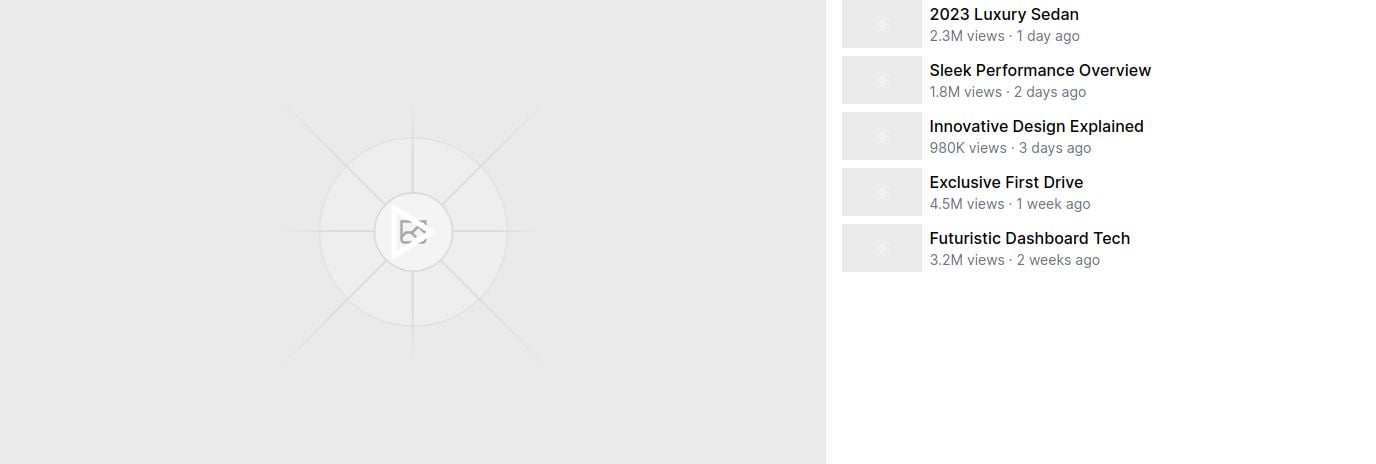 2023 Luxury Sedan
2.3M views · 1 day ago
Sleek Performance Overview
1.8M views · 2 days ago
Innovative Design Explained
980K views · 3 days ago
Exclusive First Drive
4.5M views · 1 week ago
Futuristic Dashboard Tech
3.2M views · 2 weeks ago